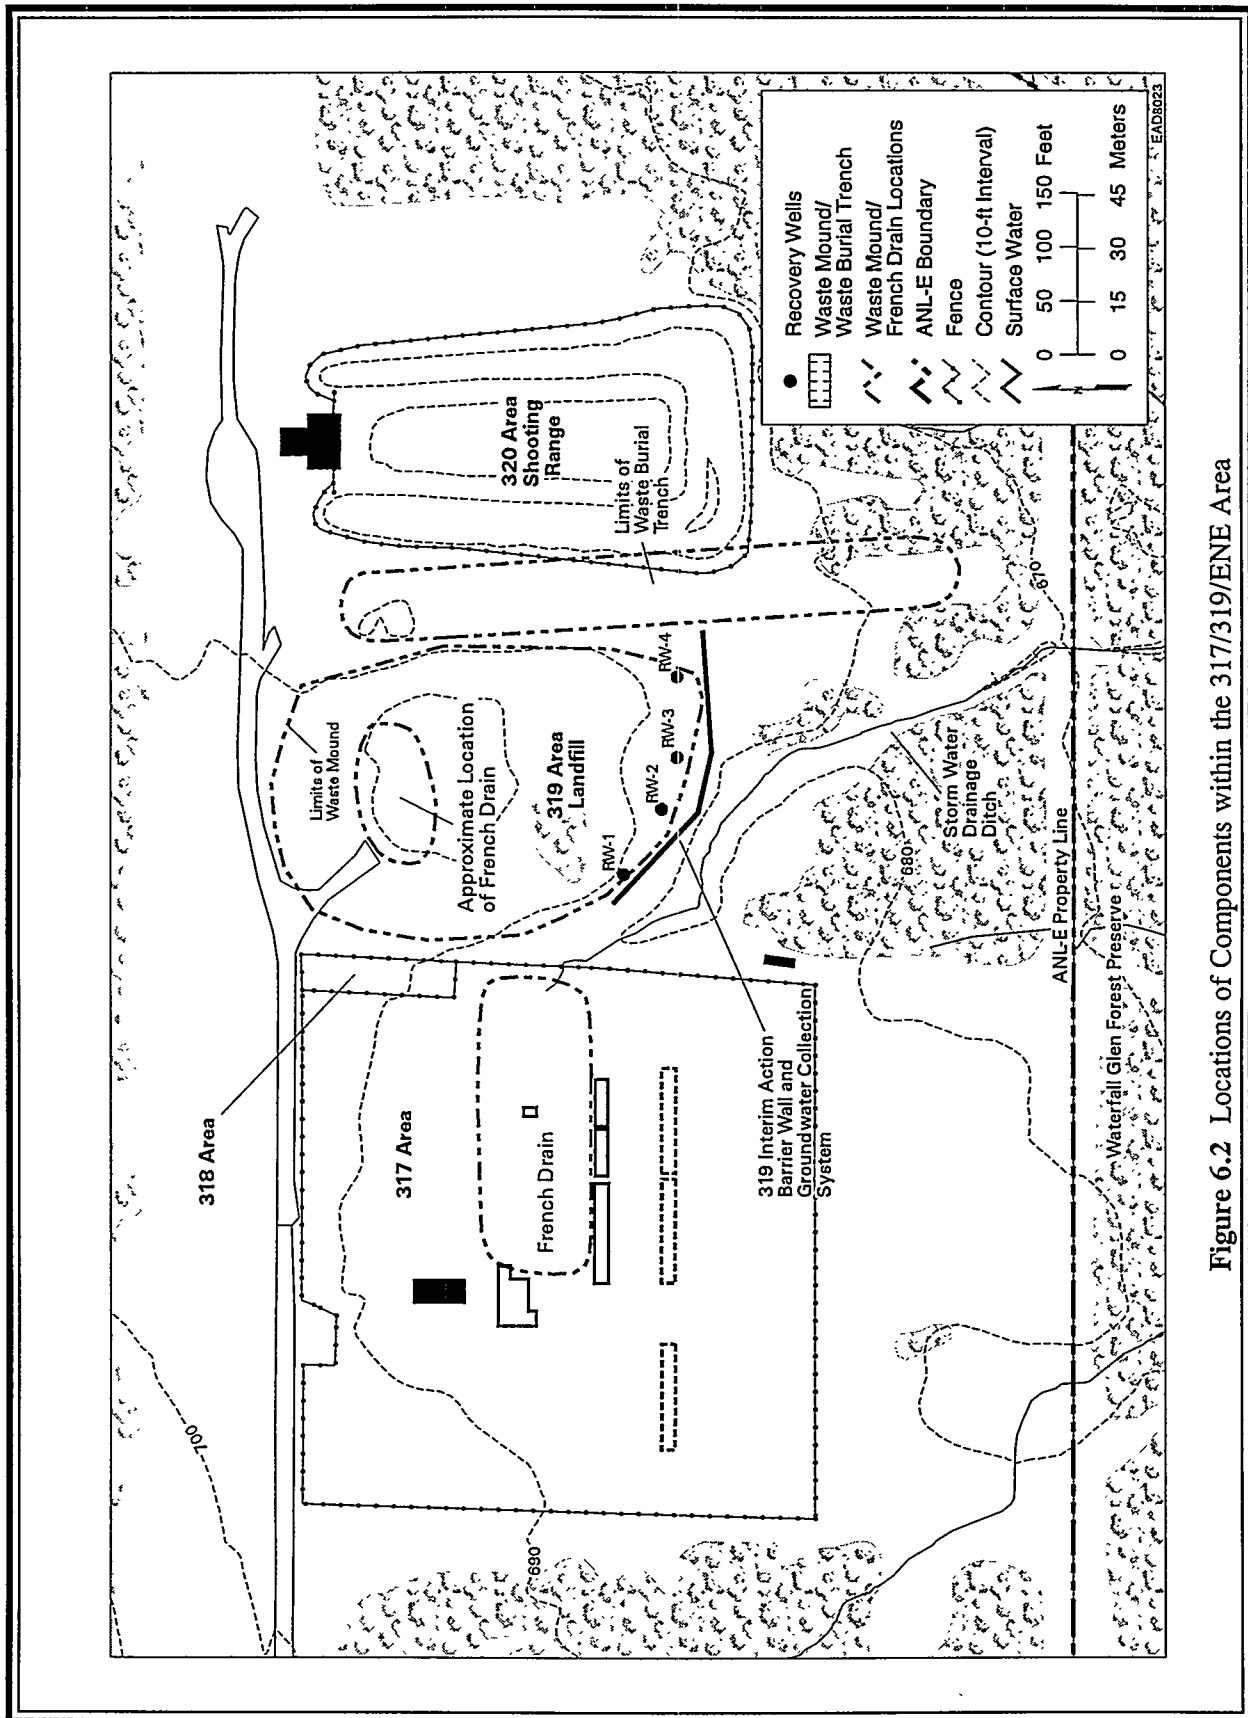 700
318 Area
317 Area
French Drain
690
Limits of
Waste Mound
Approximate Location
of French Drain
319 Area
Landfill
RW-1
RW-2
RW-3
RW-4
320 Area
Shooting
Range
Limits of
Waste Burial
Trench
319 Interim Action
Barrier Wall and
Groundwater Collection
System
Storm Water
Drainage
Ditch
680
670
ANL-E Property Line
Waterfall Glen Forest Preserve
Recovery Wells
Waste Mound/
Waste Burial Trench
Waste Mound/
French Drain Locations
ANL-E Boundary
Fence
Contour (10-ft Interval)
Surface Water
N
0 50 100 150 Feet
0 15 30 45 Meters
EAD8023
Figure 6.2 Locations of Components within the 317/319/ENE Area